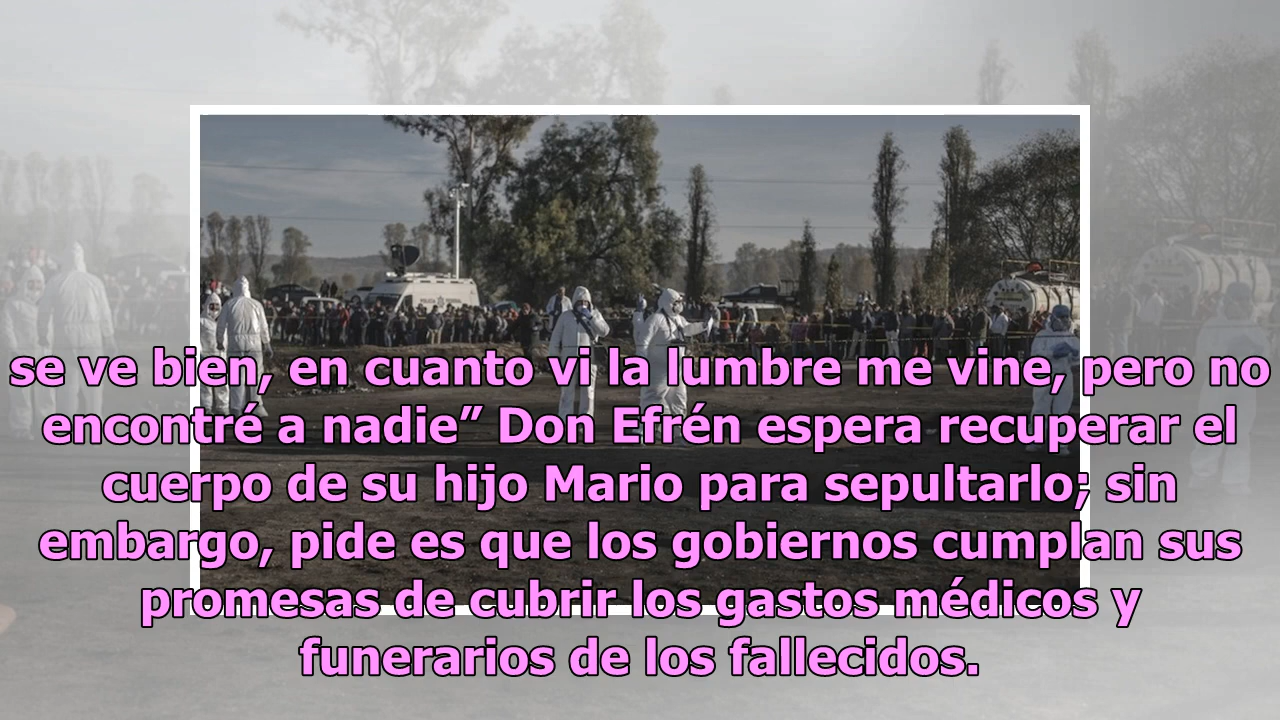 POLICÍA FEDERAL
se ve bien, en cuanto vi la lumbre me vine, pero no
encontré a nadie” Don Efrén espera recuperar el
cuerpo de su hijo Mario para sepultarlo; sin
embargo, pide es que los gobiernos cumplan sus
promesas de cubrir los gastos médicos y
funerarios de los fallecidos.